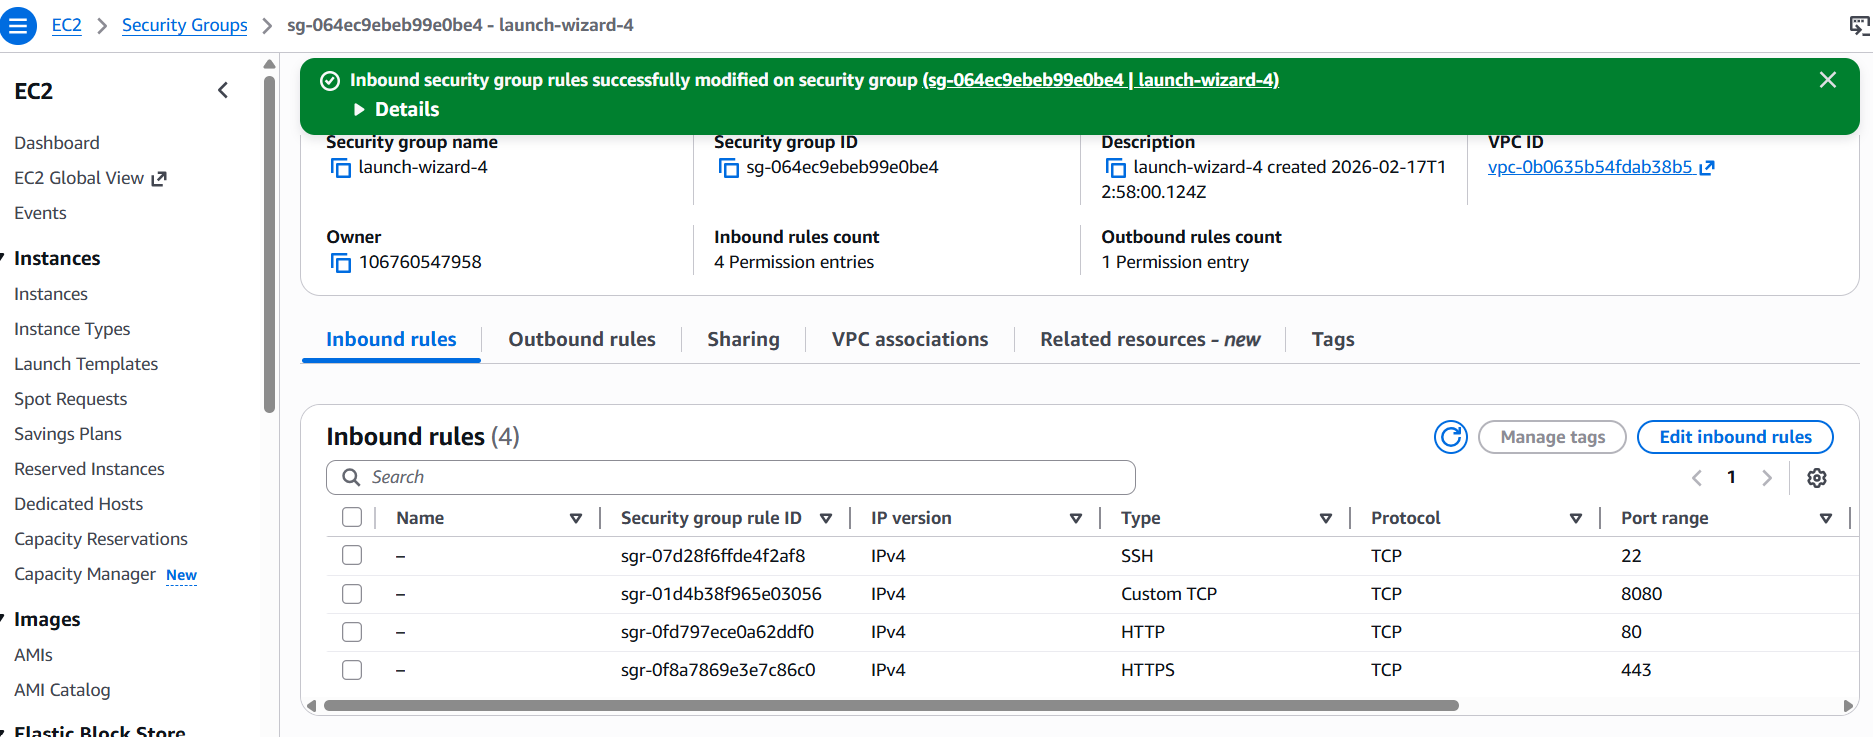 EC2 > Security Groups > sg-064ec9ebeb99e0be4 - launch-wizard-4
EC2
Dashboard
EC2 Global View
Events
Instances
Instances
Instance Types
Launch Templates
Spot Requests
Savings Plans
Reserved Instances
Dedicated Hosts
Capacity Reservations
Capacity Manager New
Images
AMIs
AMI Catalog
Elastic Block Store
Inbound security group rules successfully modified on security group (sg-064ec9ebeb99e0be4 | launch-wizard-4)
Details
Security group name
launch-wizard-4
Security group ID
sg-064ec9ebeb99e0be4
Description
launch-wizard-4 created 2026-02-17T1
2:58:00.124Z
VPC ID
vpc-0b0635b54fdab38b5
Owner
106760547958
Inbound rules count
4 Permission entries
Outbound rules count
1 Permission entry
Inbound rules Outbound rules Sharing VPC associations Related resources - new Tags
Inbound rules (4)
Manage tags Edit inbound rules
Search
1
Name Security group rule ID IP version Type Protocol Port range
– sgr-07d28f6ffde4f2af8 IPv4 SSH TCP 22
– sgr-01d4b38f965e03056 IPv4 Custom TCP TCP 8080
– sgr-0fd797ece0a62ddf0 IPv4 HTTP TCP 80
– sgr-0f8a7869e3e7c86c0 IPv4 HTTPS TCP 443